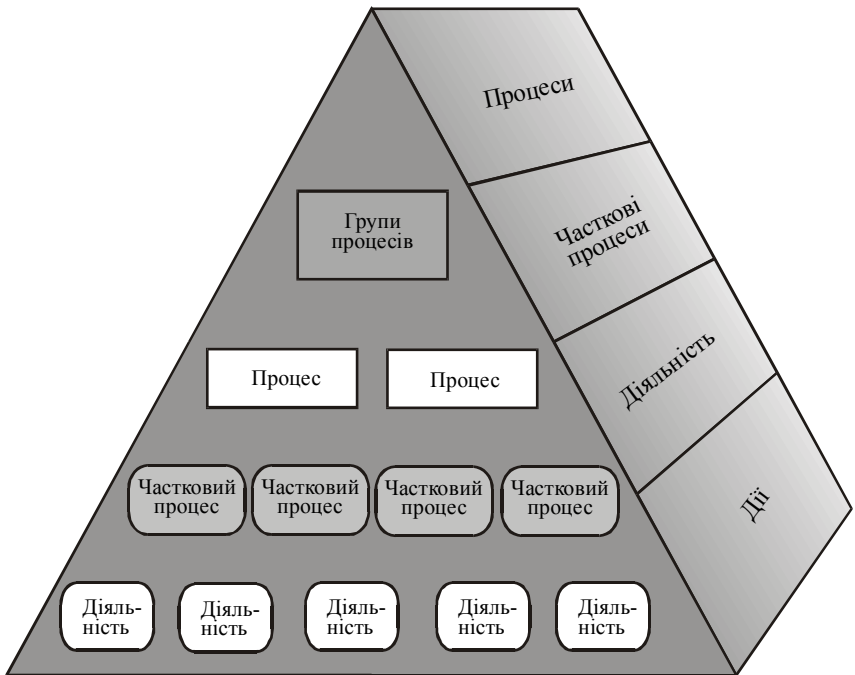 Процеси
Часткові
процеси
Діяльність
Дії
Групи
процесів
Процес
Процес
Частковий
процес
Частковий
процес
Частковий
процес
Частковий
процес
Діяль-
ність
Діяль-
ність
Діяль-
ність
Діяль-
ність
Діяль-
ність